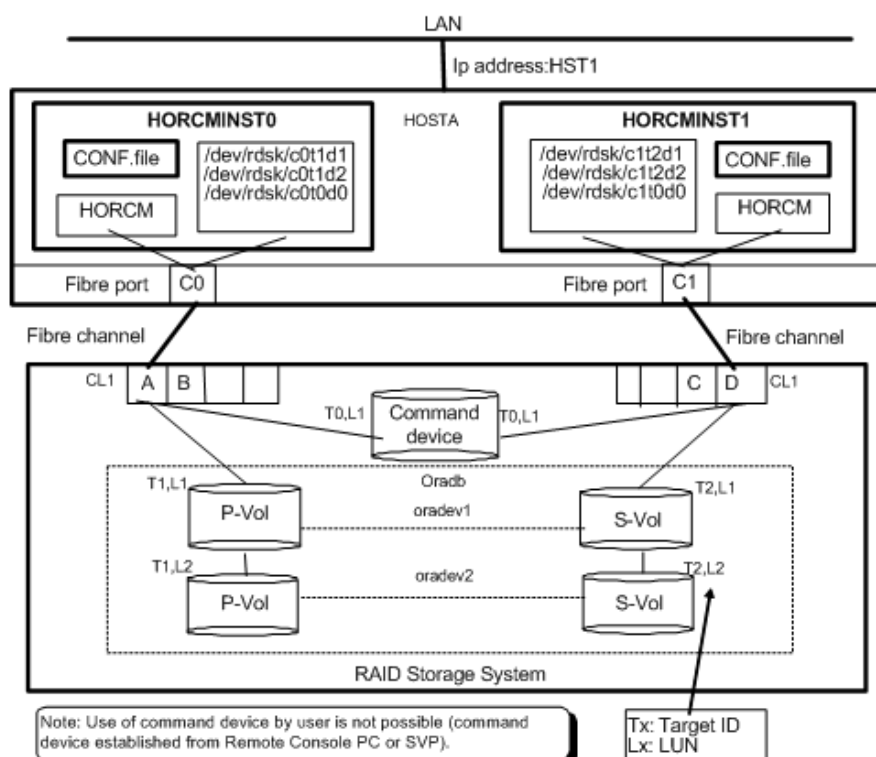 LAN
Ip address:HST1
HORCMINST0
HOSTA
HORCMINST1
CONF.file
/dev/rdsk/c0t1d1
/dev/rdsk/c0t1d2
/dev/rdsk/c0t0d0
HORCM
/dev/rdsk/c1t2d1
/dev/rdsk/c1t2d2
/dev/rdsk/c1t0d0
CONF.file
HORCM
Fibre port
C0
Fibre port
C1
Fibre channel
Fibre channel
CL1
A
B
C
D
CL1
T0,L1
Command
device
T0,L1
Oradb
T1,L1
P-Vol
oradev1
T2,L1
S-Vol
T1,L2
P-Vol
oradev2
T2,L2
S-Vol
RAID Storage System
Note: Use of command device by user is not possible (command
device established from Remote Console PC or SVP).
Tx: Target ID
Lx: LUN